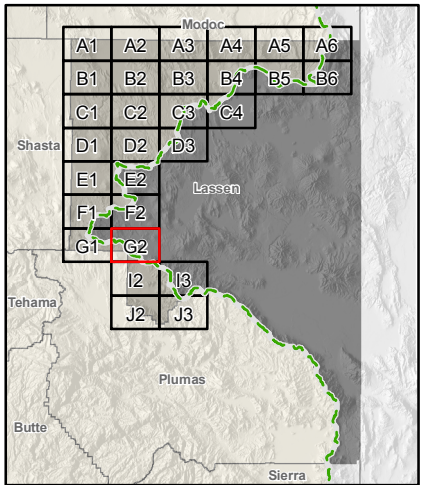 Modoc
A1 A2 A3 A4 A5 A6
B1 B2 B3 B4 B5 B6
C1 C2 C3 C4
Shasta D1 D2 D3
E1 E2 Lassen
F1 F2
G1 G2
I2 I3
Tehama
J2 J3
Plumas
Butte
Sierra